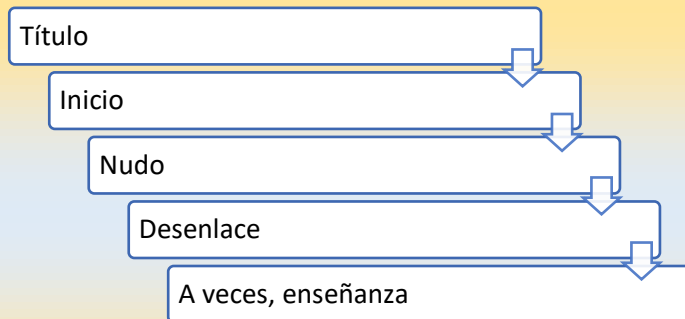 Título
Inicio
Nudo
Desenlace
A veces, enseñanza